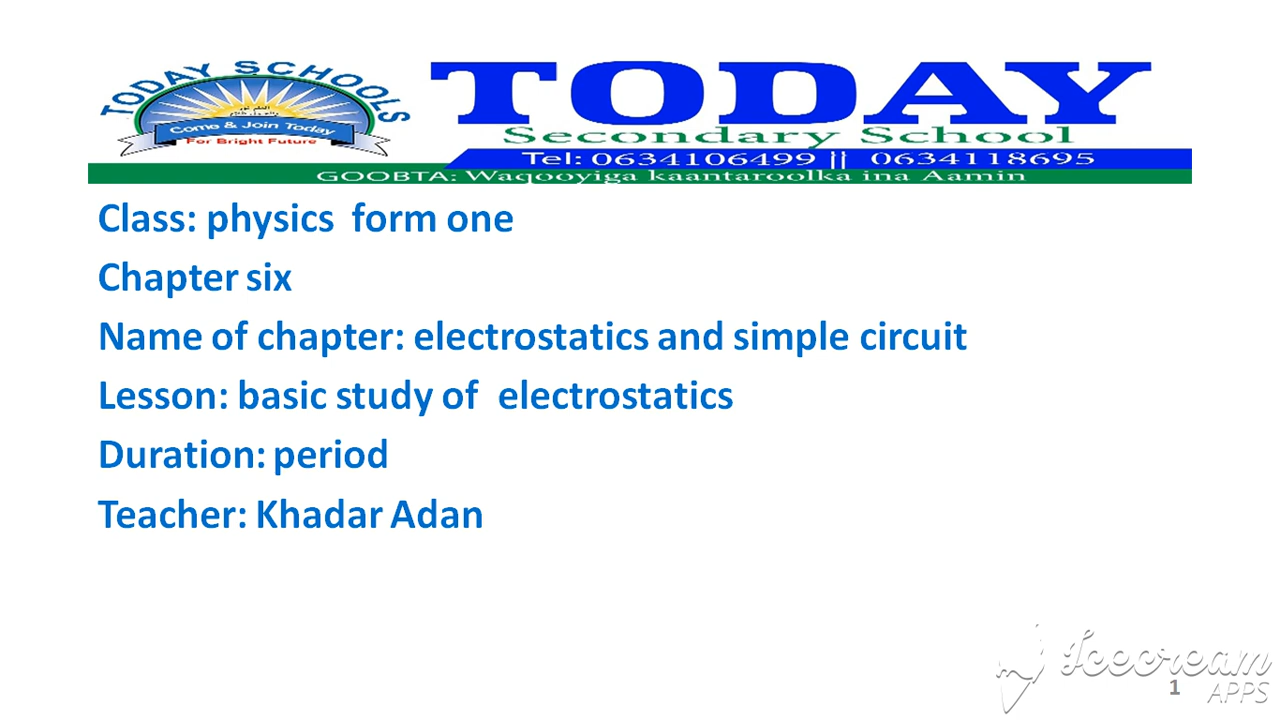 TODAY SCHOOLS
Come & Join Today
For Bright Future
TODAY
Secondary School
Tel: 0634106499 || 0634118695
GOOBTA: Waqooyiga kaantaroolka ina Aamin
Class: physics form one
Chapter six
Name of chapter: electrostatics and simple circuit
Lesson: basic study of electrostatics
Duration: period
Teacher: Khadar Adan
Icecream
APPS
1